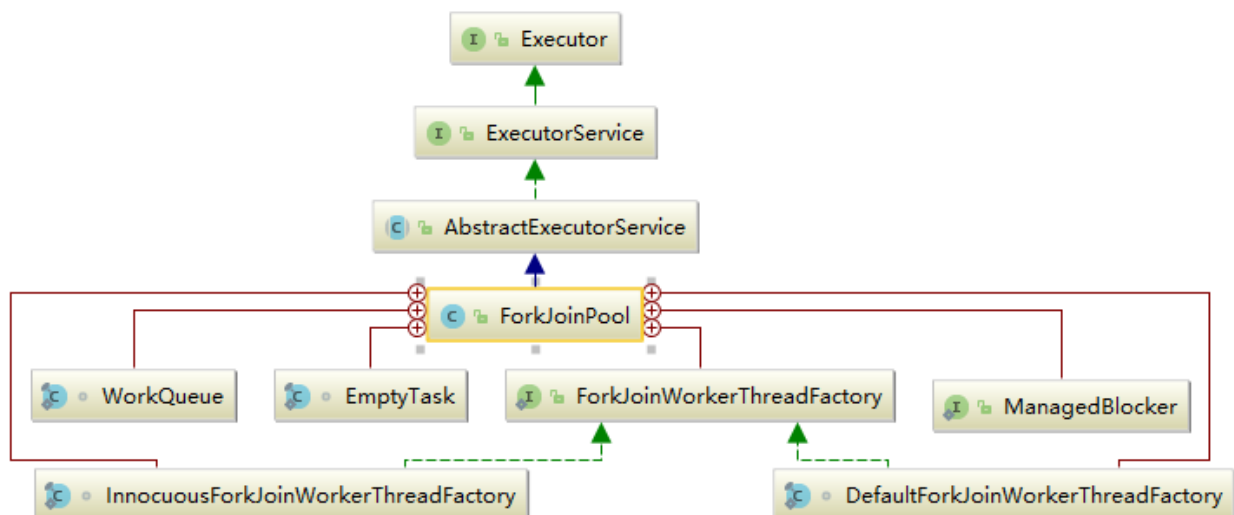 I Executor
I ExecutorService
C AbstractExecutorService
C ForkJoinPool
C WorkQueue
C EmptyTask
I ForkJoinWorkerThreadFactory
I ManagedBlocker
C InnocuousForkJoinWorkerThreadFactory
C DefaultForkJoinWorkerThreadFactory